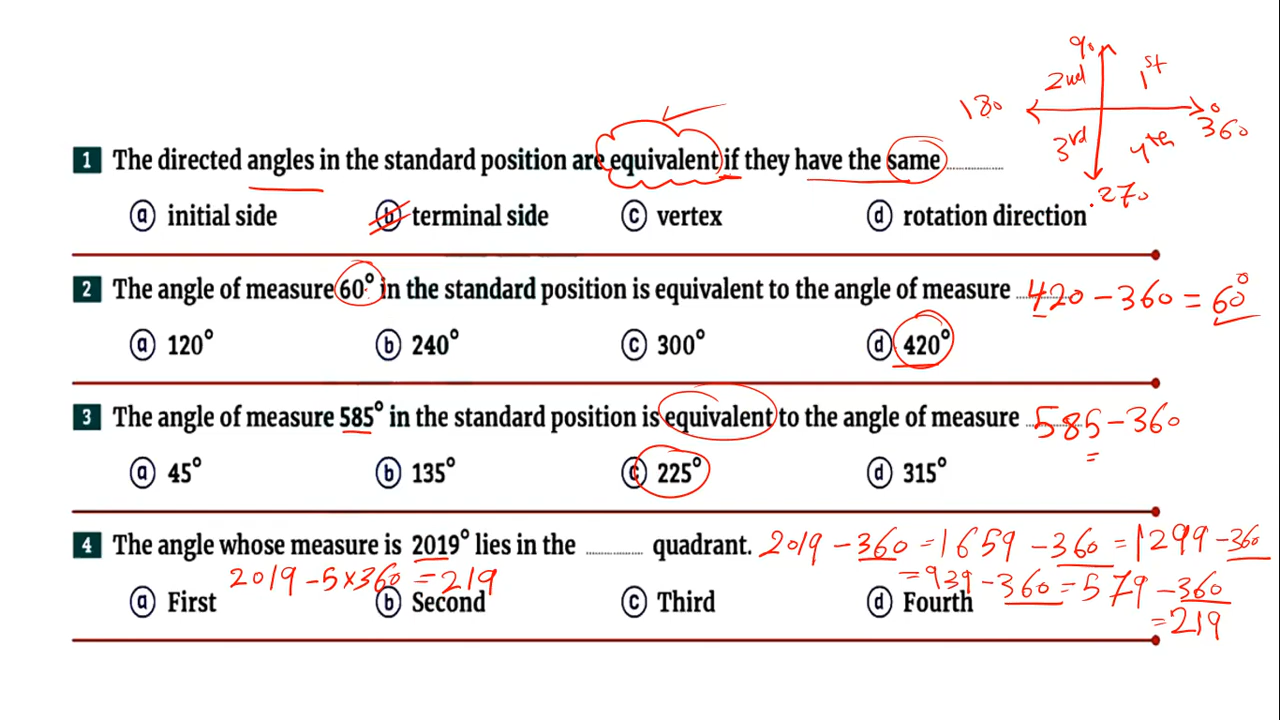 90
2nd 1st
180 0
360
3rd 4th
270
1 The directed angles in the standard position are equivalent if they have the same ............
a initial side b terminal side c vertex d rotation direction
2 The angle of measure 60° in the standard position is equivalent to the angle of measure ............ 420 - 360 = 60°
a 120° b 240° c 300° d 420°
3 The angle of measure 585° in the standard position is equivalent to the angle of measure ............ 585 - 360
=
a 45° b 135° c 225° d 315°
4 The angle whose measure is 2019° lies in the ............ quadrant. 2019 - 360 = 1659 - 360 = 1299 - 360
2019 - 5 × 360 = 219 = 939 - 360 = 579 - 360
a First b Second c Third d Fourth = 219